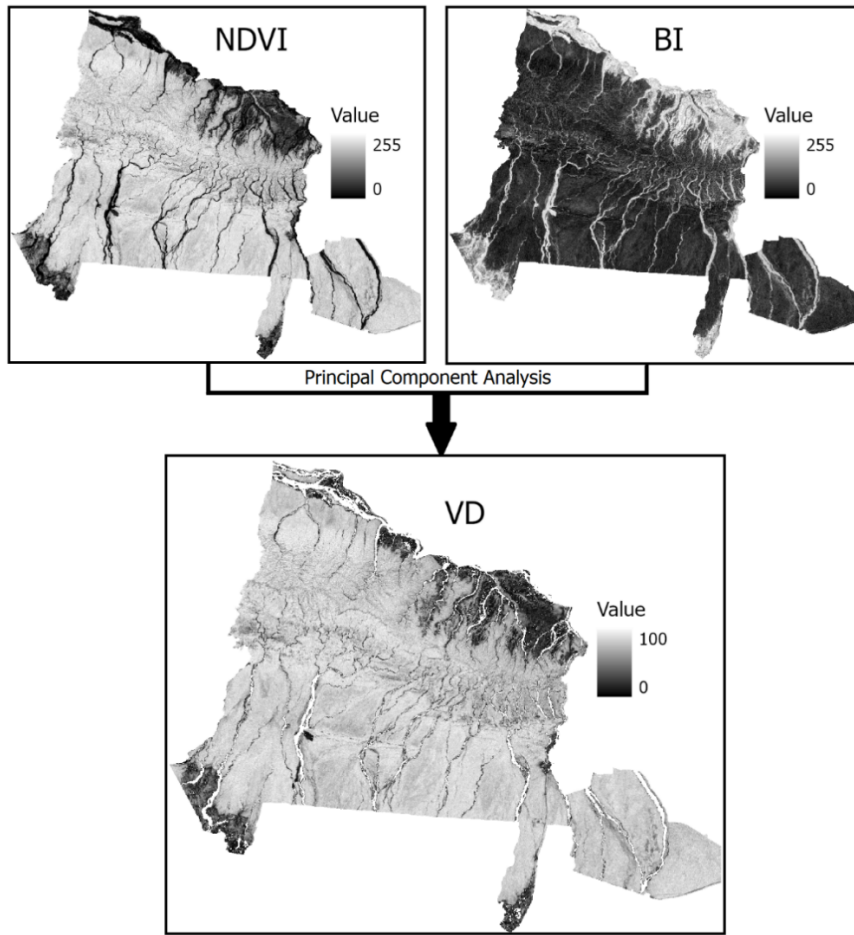 NDVI
Value
255
0
BI
Value
255
0
Principal Component Analysis
VD
Value
100
0